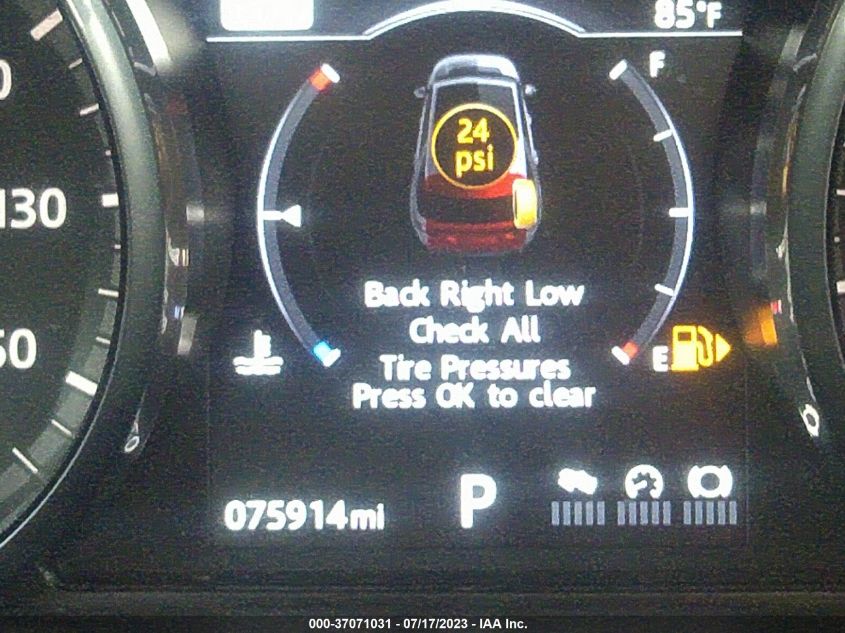 85°F
F
24
psi
130
Back Right Low
Check All
Tire Pressures
Press OK to clear
E
075914mi
P
000-37071031 - 07/17/2023 - IAA Inc.